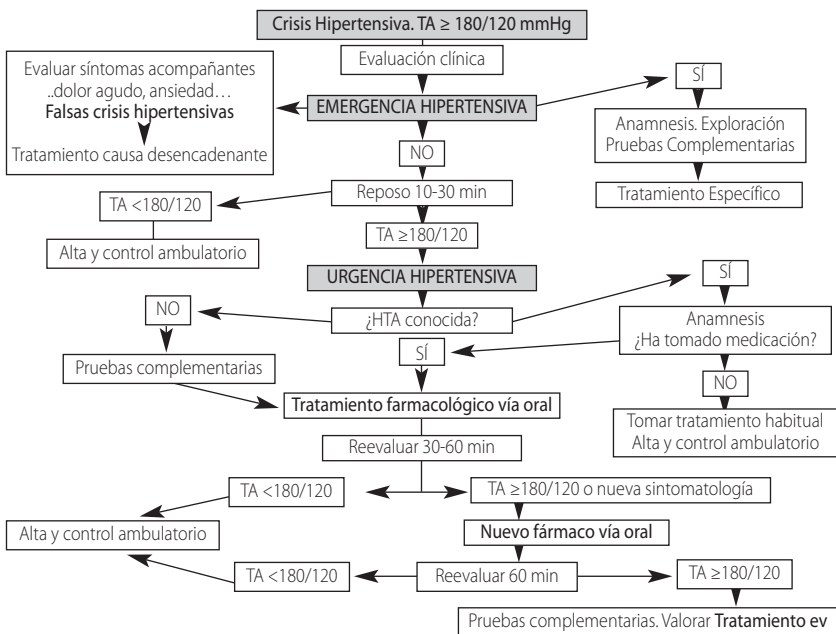 Crisis Hipertensiva. TA ≥ 180/120 mmHg
Evaluación clínica
Evaluar síntomas acompañantes
..dolor agudo, ansiedad…
Falsas crisis hipertensivas
Tratamiento causa desencadenante
EMERGENCIA HIPERTENSIVA
SÍ
Anamnesis. Exploración
Pruebas Complementarias
Tratamiento Específico
NO
Reposo 10-30 min
TA <180/120
Alta y control ambulatorio
TA ≥180/120
URGENCIA HIPERTENSIVA
¿HTA conocida?
NO
Pruebas complementarias
SÍ
Anamnesis
¿Ha tomado medicación?
SÍ
NO
Tomar tratamiento habitual
Alta y control ambulatorio
Tratamiento farmacológico vía oral
Reevaluar 30-60 min
TA <180/120
TA ≥180/120 o nueva sintomatología
Alta y control ambulatorio
Nuevo fármaco vía oral
TA <180/120
Reevaluar 60 min
TA ≥180/120
Pruebas complementarias. Valorar Tratamiento ev